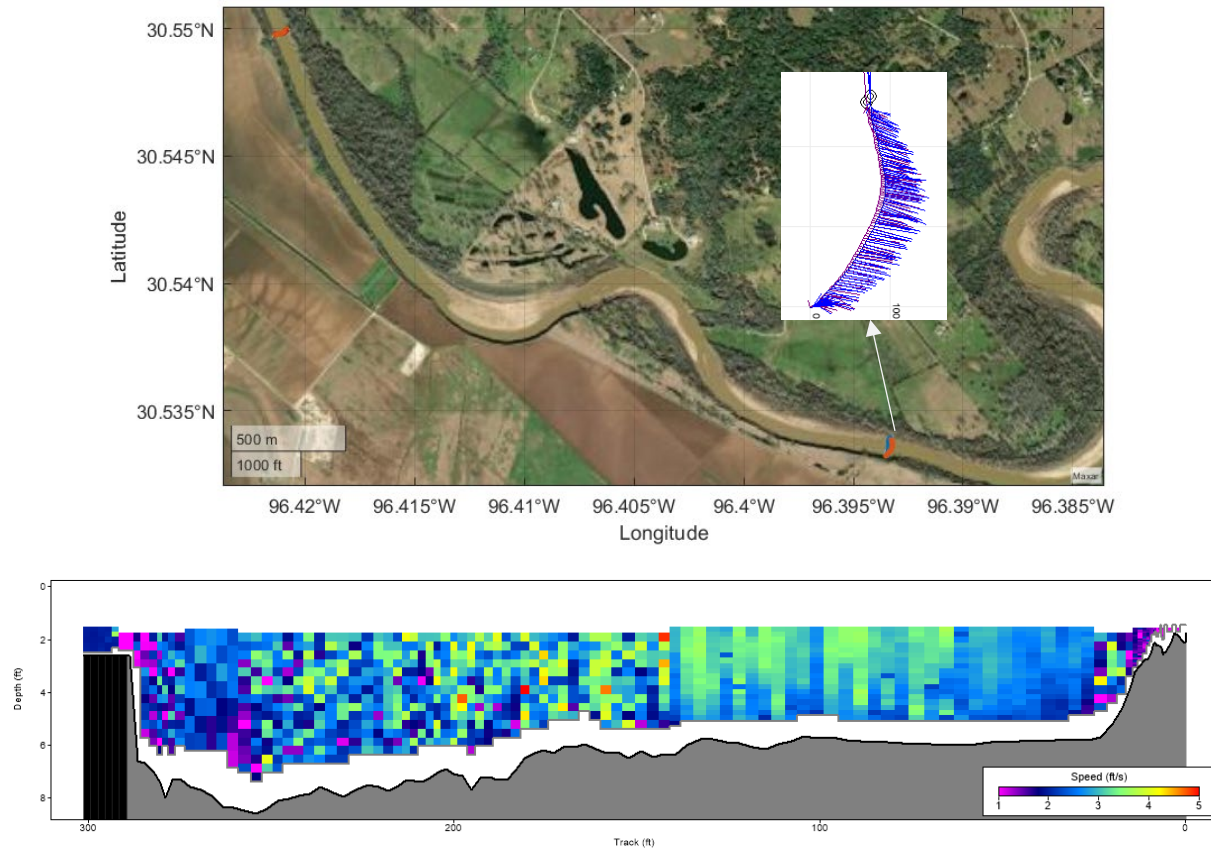 30.55°N
30.545°N
30.54°N
30.535°N
Latitude
0
100
500 m
1000 ft
Maxar
96.42°W 96.415°W 96.41°W 96.405°W 96.4°W 96.395°W 96.39°W 96.385°W
Longitude
0
2
4
6
8
Depth (ft)
Speed (ft/s)
1 2 3 4 5
300 200 100 0
Track (ft)